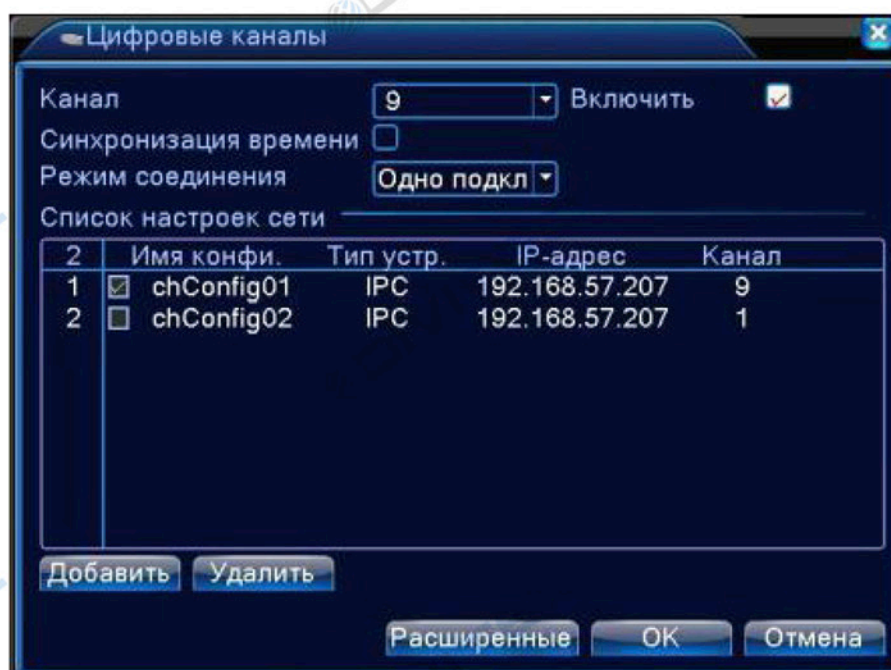 Цифровые каналы
Канал 9 Включить
Синхронизация времени
Режим соединения Одно подкл
Список настроек сети
2 Имя конфи. Тип устр. IP-адрес Канал
1 chConfig01 IPC 192.168.57.207 9
2 chConfig02 IPC 192.168.57.207 1
Добавить Удалить
Расширенные OK Отмена